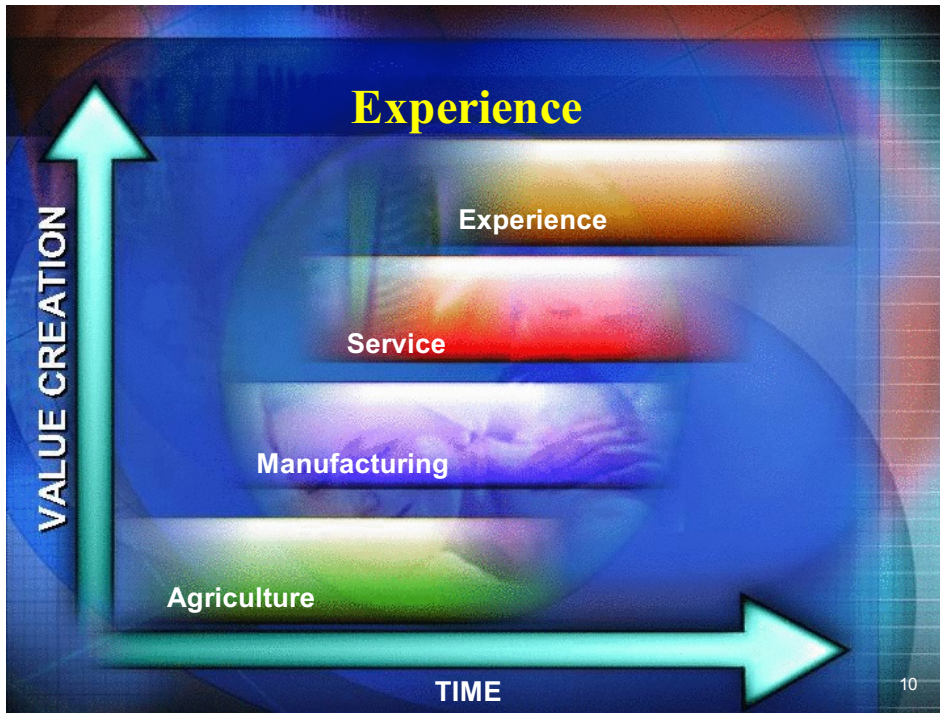 Experience
VALUE CREATION
Experience
Service
Manufacturing
Agriculture
TIME
10